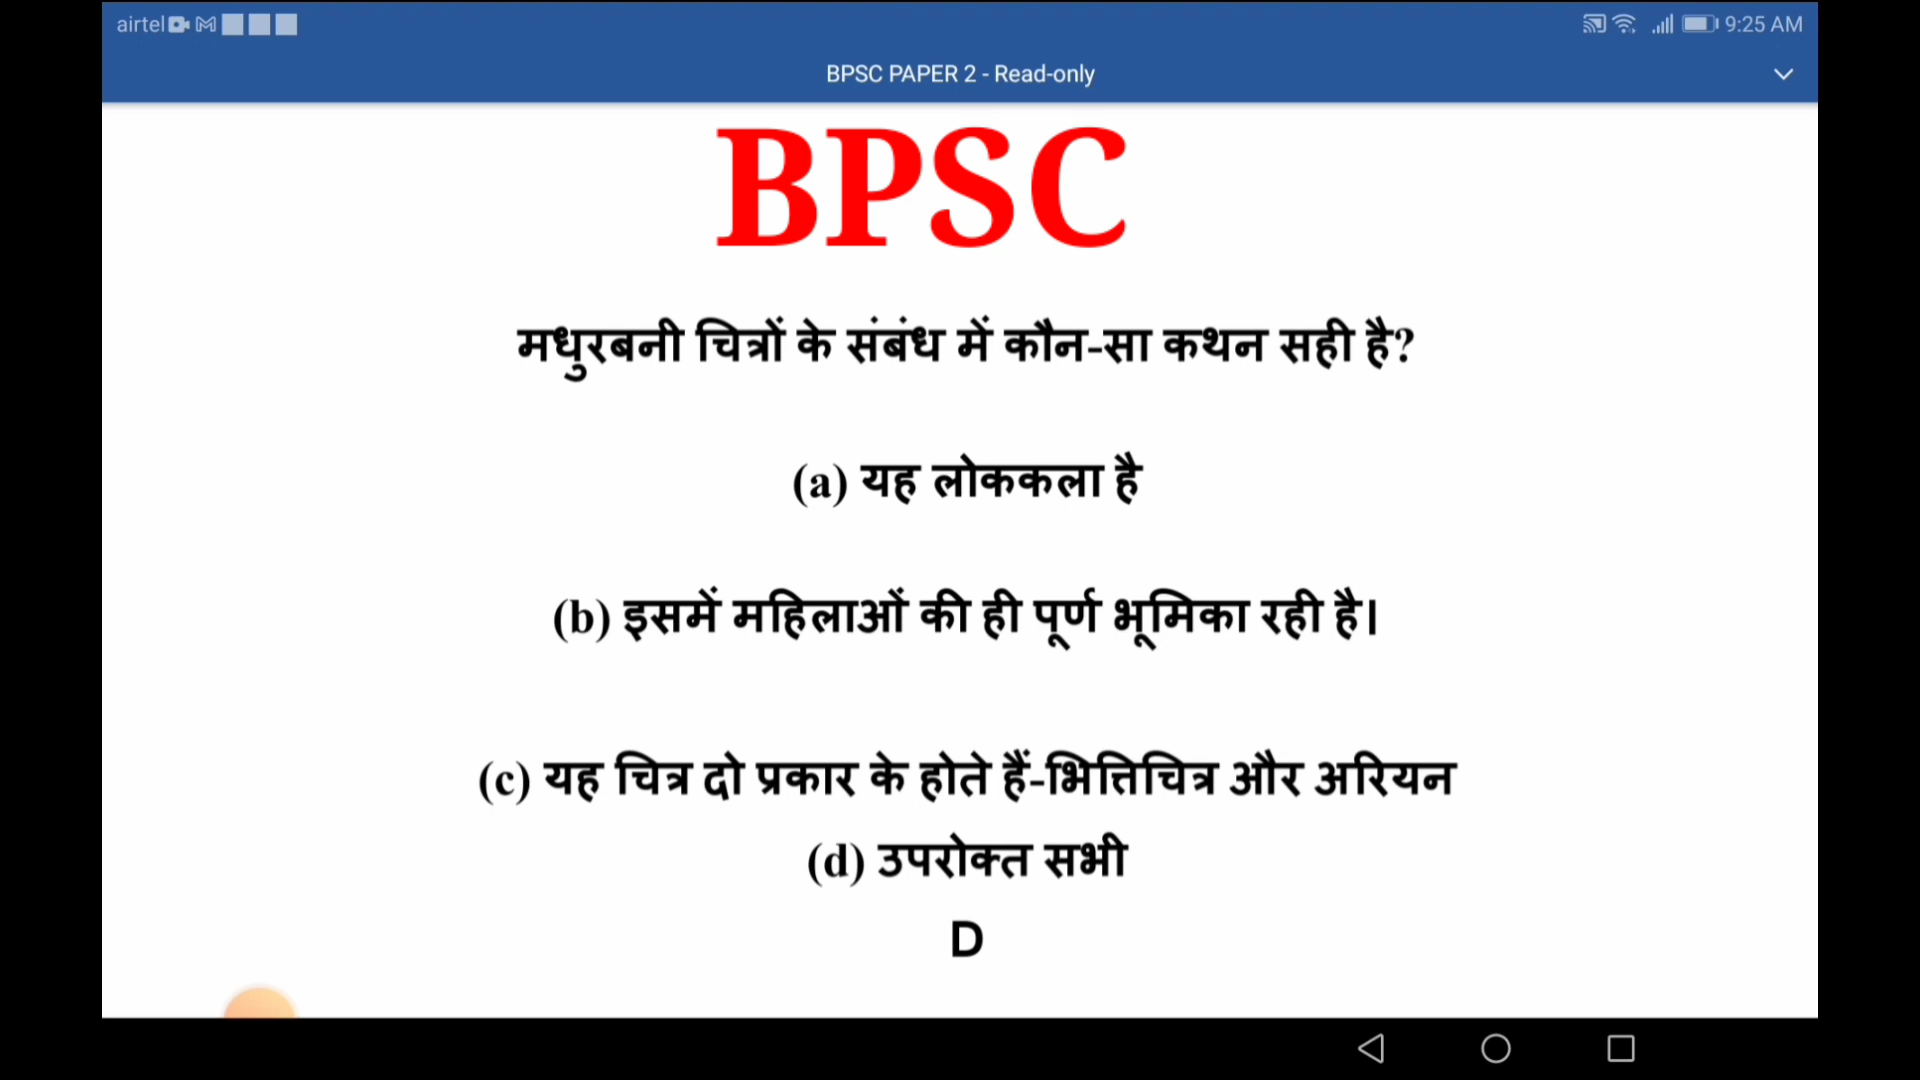 airtel
9:25 AM
BPSC PAPER 2 - Read-only
BPSC
मधुरबनी चित्रों के संबंध में कौन-सा कथन सही है?
(a) यह लोककला है
(b) इसमें महिलाओं की ही पूर्ण भूमिका रही है।
(c) यह चित्र दो प्रकार के होते हैं-भित्तिचित्र और अरियन
(d) उपरोक्त सभी
D